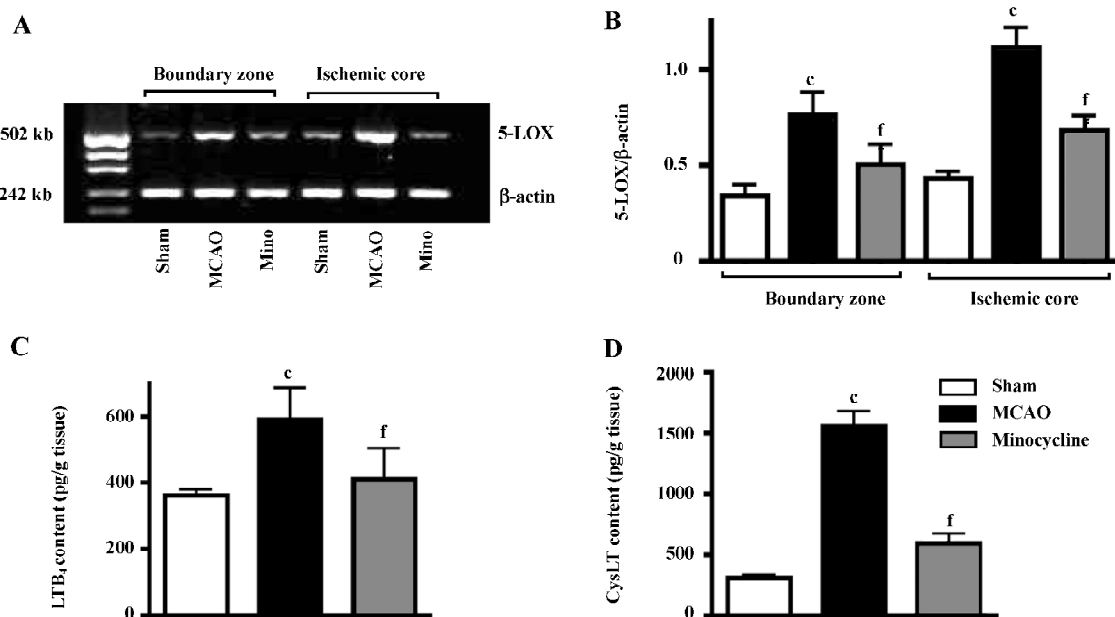 A
Boundary zone
Ischemic core
502 kb
5-LOX
242 kb
β-actin
Sham
MCAO
Mino
Sham
MCAO
Mino
B
5-LOX/β-actin
1.0
0.5
0
c
f
c
f
Boundary zone
Ischemic core
C
LTB4 content (pg/g tissue)
600
400
200
0
c
f
D
CysLT content (pg/g tissue)
2000
1500
1000
500
0
c
f
Sham
MCAO
Minocycline